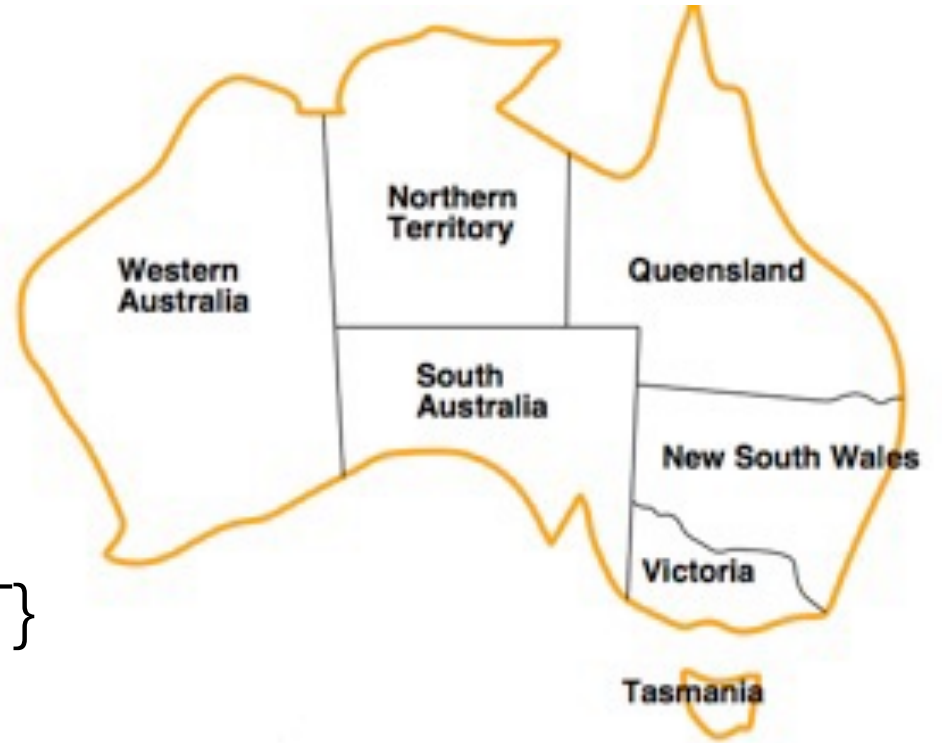 Northern
Territory
Western
Australia
Queensland
South
Australia
New South Wales
Victoria
}
Tasmania